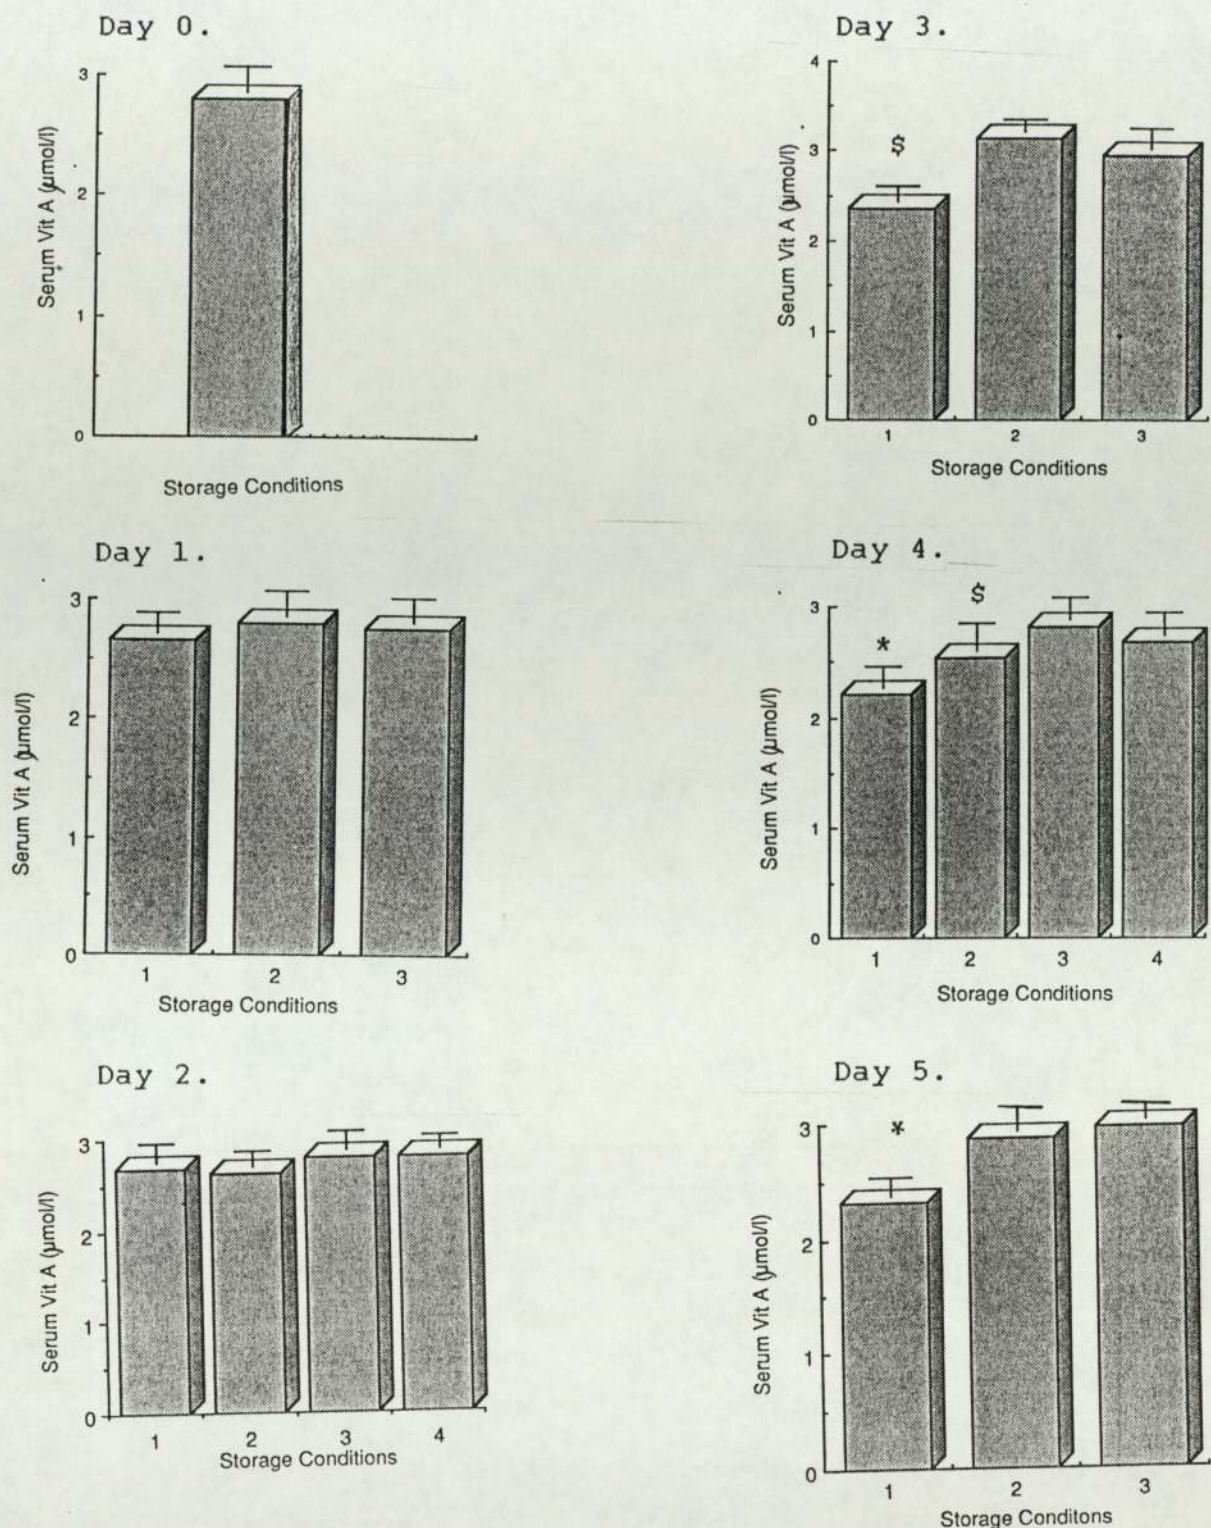 Day 0.
3
2
1
0
Serum Vit A (µmol/l)
Storage Conditions
Day 1.
3
2
1
0
Serum Vit A (µmol/l)
1 2 3
Storage Conditions
Day 2.
3
2
1
0
Serum Vit A (µmol/l)
1 2 3 4
Storage Conditions
Day 3.
4
3
2
1
0
Serum Vit A (µmol/l)
$
1 2 3
Storage Conditions
Day 4.
3
2
1
0
Serum Vit A (µmol/l)
* $
1 2 3 4
Storage Conditions
Day 5.
3
2
1
0
Serum Vit A (µmol/l)
¥
1 2 3
Storage Conditons